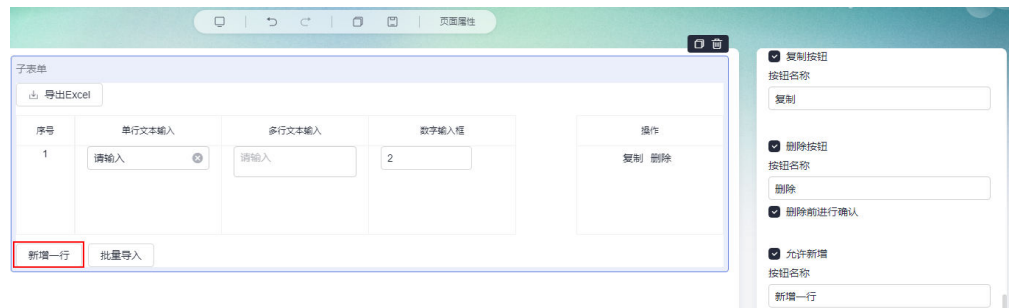 页面属性
子表单
导出Excel
序号 单行文本输入 多行文本输入 数字输入框 操作
1 请输入 请输入 2 复制 删除
新增一行 批量导入
复制按钮
按钮名称
复制
删除按钮
按钮名称
删除
删除前进行确认
允许新增
按钮名称
新增一行